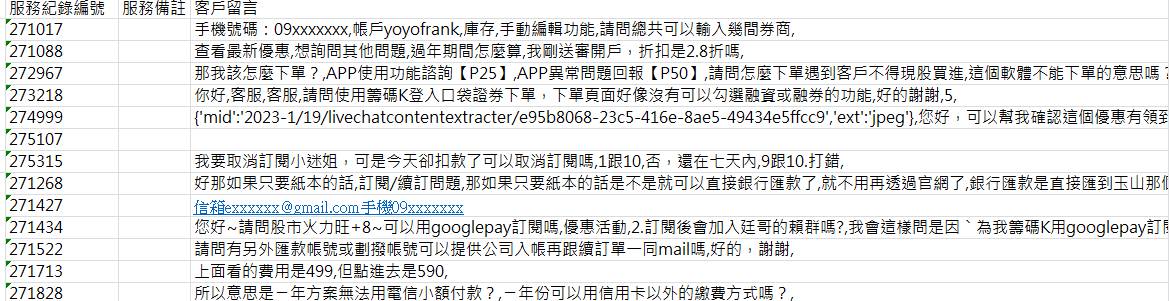 服務紀錄編號 服務備註 客戶留言
271017 手機號碼：09xxxxxxx,帳戶yoyofrank,庫存,手動編輯功能,請問總共可以輸入幾間券商,
271088 查看最新優惠,想詢問其他問題,過年期間怎麼算,我剛送審開戶，折扣是2.8折嗎,
272967 那我該怎麼下單？,APP使用功能諮詢【P25】,APP異常問題回報【P50】,請問怎麼下單遇到客戶不得現股買進,這個軟體不能下單的意思嗎？
273218 你好,客服,客服,請問使用籌碼K登入口袋證券下單，下單頁面好像沒有可以勾選融資或融券的功能,好的謝謝,5,
274999 {'mid':'2023-1/19/livechatcontentextracter/e95b8068-23c5-416e-8ae5-49434e5ffcc9','ext':'jpeg'},您好，可以幫我確認這個優惠有領到
275107
275315 我要取消訂閱小迷姐，可是今天卻扣款了可以取消訂閱嗎,1跟10,否，還在七天內,9跟10.打錯,
271268 好那如果只要紙本的話,訂閱/續訂問題,那如果只要紙本的話是不是就可以直接銀行匯款了,就不用再透過官網了,銀行匯款是直接匯到玉山那個
271427 信箱exxxxxx@gmail.com手機09xxxxxxx
271434 您好~請問股市火力旺+8~可以用googlepay訂閱嗎,優惠活動,2.訂閱後會加入廷哥的賴群嗎?,我會這樣問是因ˋ為我籌碼K用googlepay訂閱
271522 請問有另外匯款帳號或劃撥帳號可以提供公司入帳再跟續訂單一同mail嗎,好的，謝謝,
271713 上面看的費用是499,但點進去是590,
271828 所以意思是ㄧ年方案無法用電信小額付款？,ㄧ年份可以用信用卡以外的繳費方式嗎？,